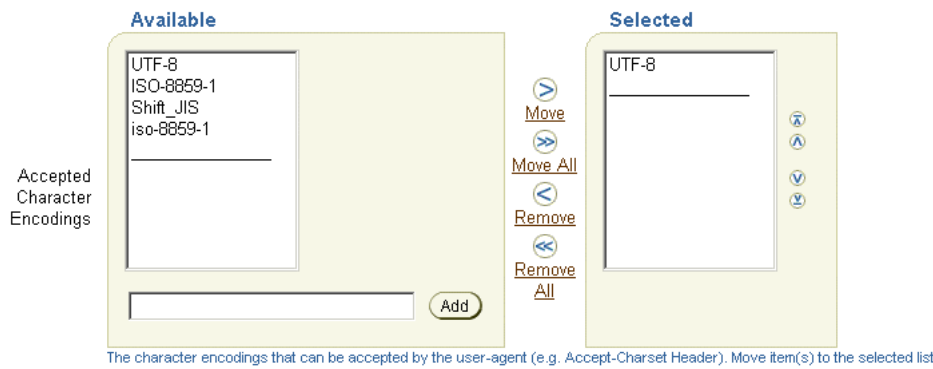 Available
Selected
UTF-8
ISO-8859-1
Shift_JIS
iso-8859-1
UTF-8
Move
Move All
Remove
Remove
All
Accepted
Character
Encodings
Add
The character encodings that can be accepted by the user-agent (e.g. Accept-Charset Header). Move item(s) to the selected list